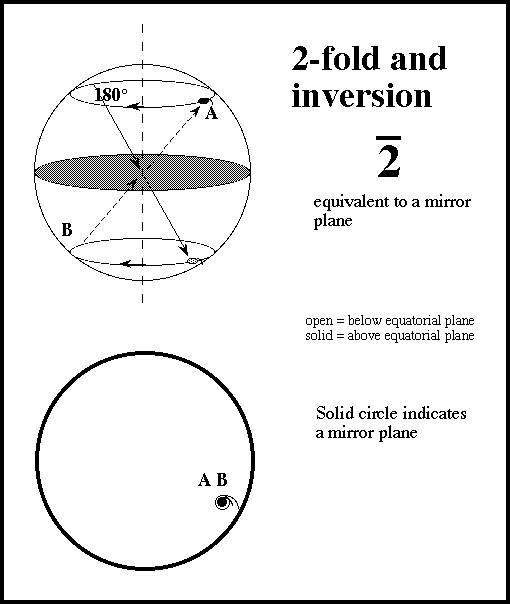 2-fold and
inversion
2̅
equivalent to a mirror
plane
180°
A
B
open = below equatorial plane
solid = above equatorial plane
Solid circle indicates
a mirror plane
A B